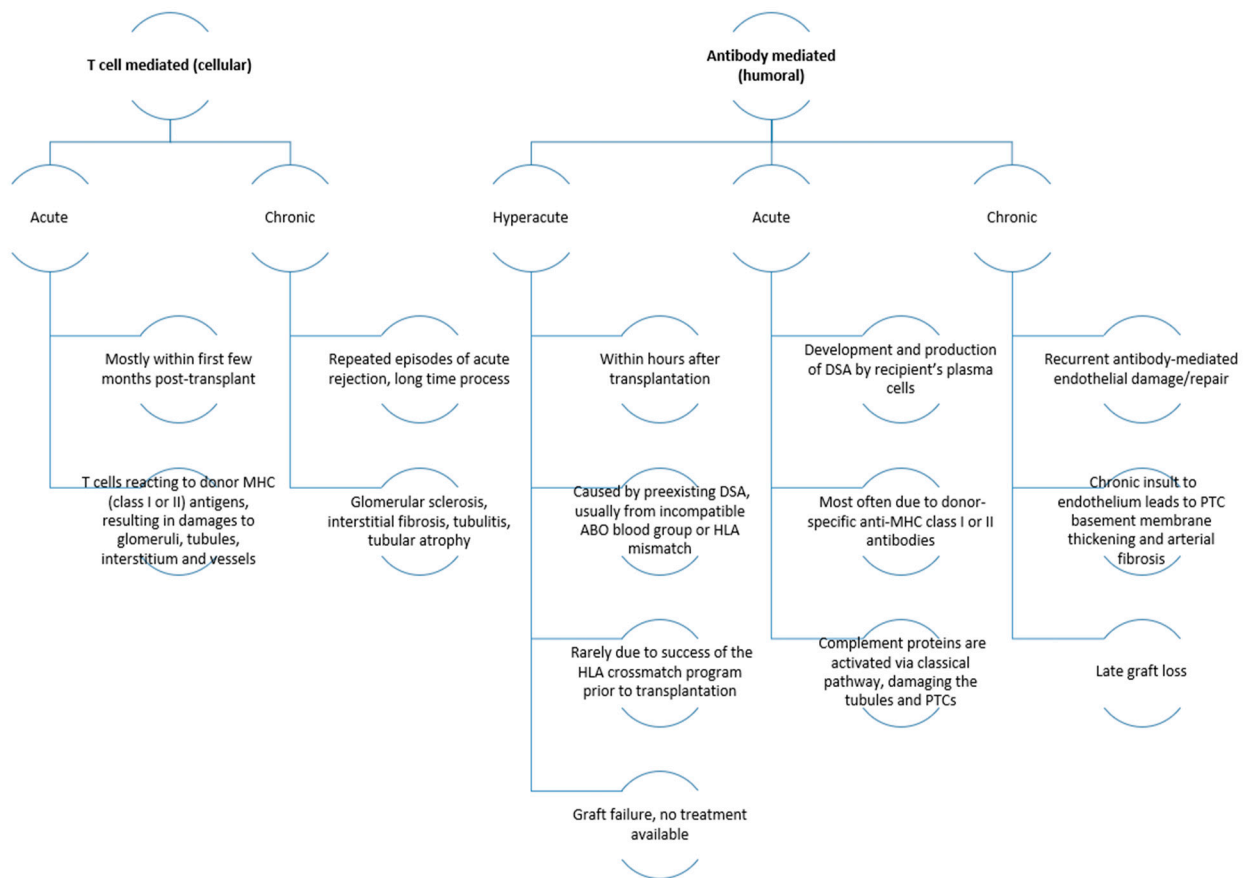 T cell mediated (cellular)
Antibody mediated
(humoral)
Acute
Chronic
Hyperacute
Acute
Chronic
Mostly within first few
months post-transplant
T cells reacting to donor MHC
(class I or II) antigens,
resulting in damages to
glomeruli, tubules,
interstitium and vessels
Repeated episodes of acute
rejection, long time process
Glomerular sclerosis,
interstitial fibrosis, tubulitis,
tubular atrophy
Within hours after
transplantation
Caused by preexisting DSA,
usually from incompatible
ABO blood group or HLA
mismatch
Rarely due to success of the
HLA crossmatch program
prior to transplantation
Graft failure, no treatment
available
Development and production
of DSA by recipient's plasma
cells
Most often due to donor-
specific anti-MHC class I or II
antibodies
Complement proteins are
activated via classical
pathway, damaging the
tubules and PTCs
Recurrent antibody-mediated
endothelial damage/repair
Chronic insult to
endothelium leads to PTC
basement membrane
thickening and arterial
fibrosis
Late graft loss